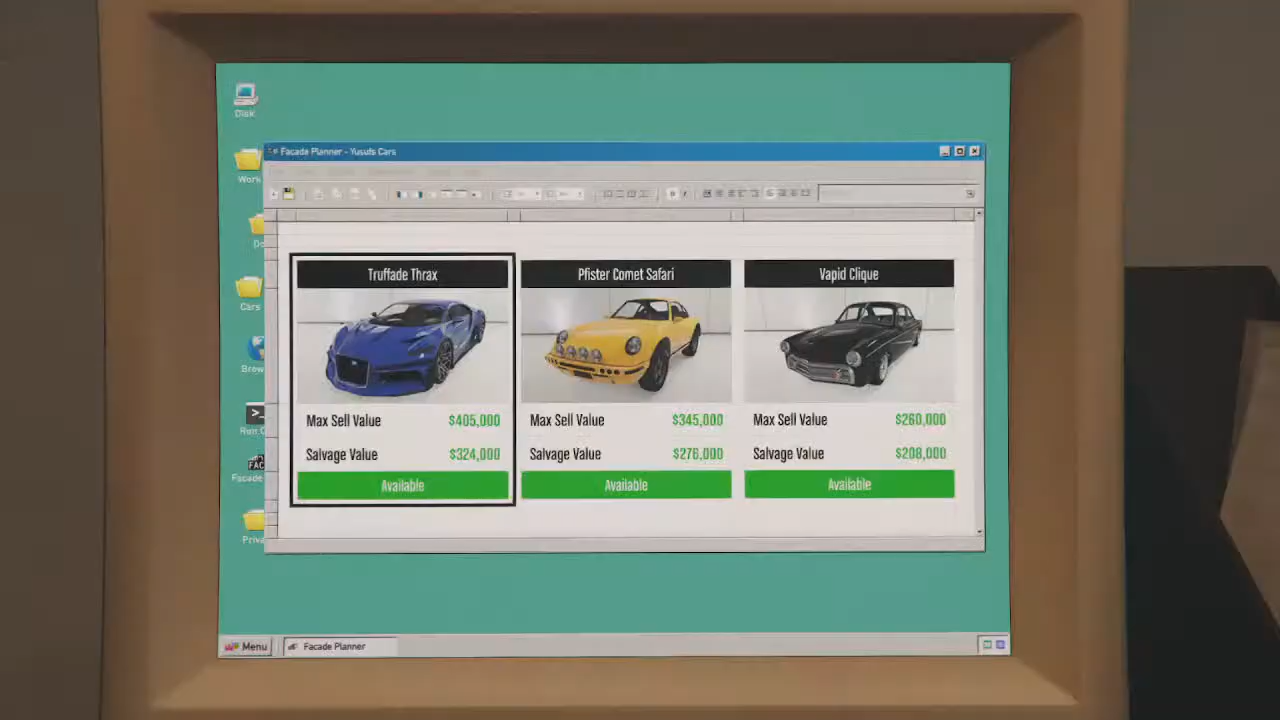 Disk
Facade Planner - Yusufs Cars
Work
Cars
Truffade Thrax
Pfister Comet Safari
Vapid Clique
Max Sell Value $405,000
Max Sell Value $345,000
Max Sell Value $260,000
Salvage Value $324,000
Salvage Value $276,000
Salvage Value $208,000
Available
Available
Available
Facade
Menu
Facade Planner